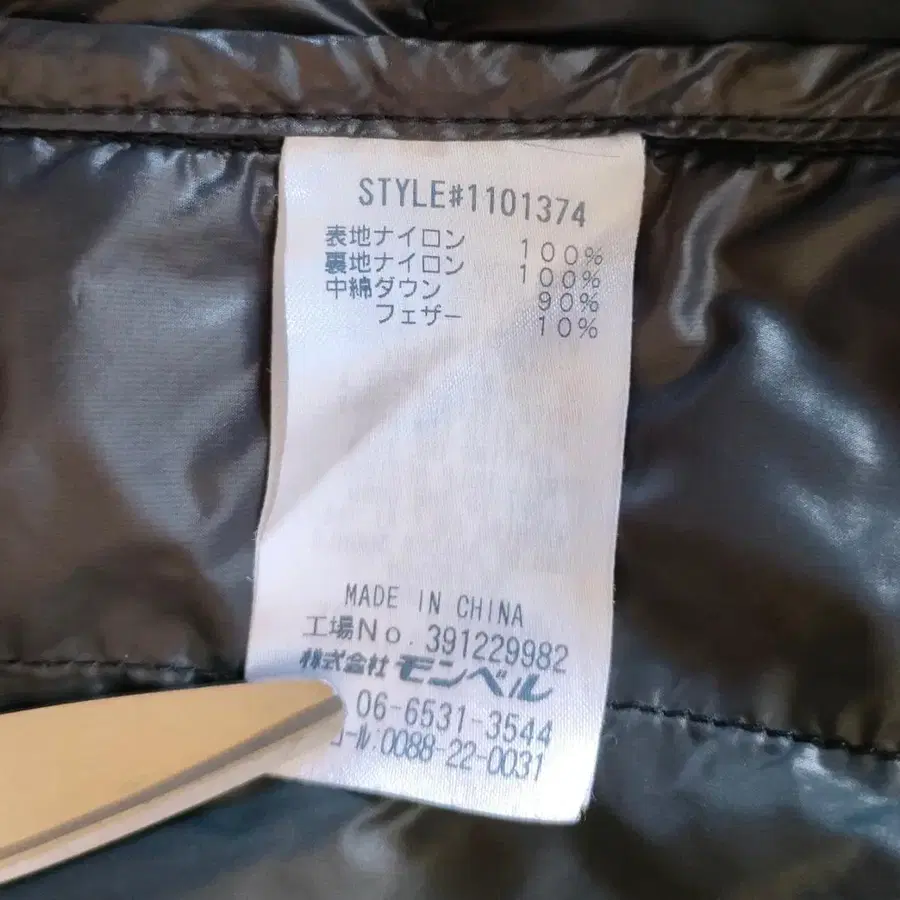 STYLE#1101374
表地ナイロン 100%
裏地ナイロン 100%
中綿ダウン 90%
フェザー 10%
MADE IN CHINA
工場No.391229982
株式会社モンベル
06-6531-3544
コール:0088-22-0031